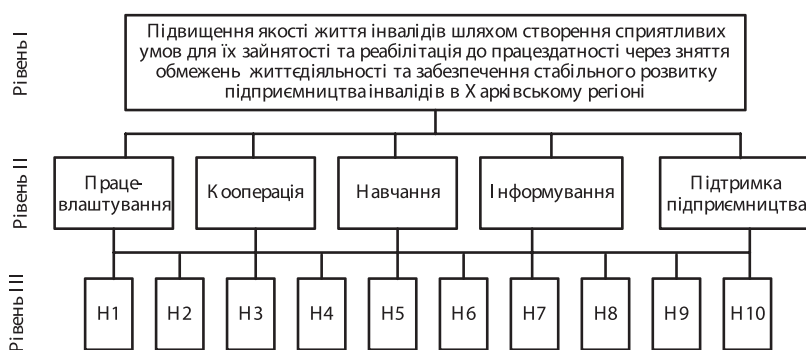 Рівень I
Підвищення якості життя інвалідів шляхом створення сприятливих
умов для їх зайнятості та реабілітація до працездатності через зняття
обмежень життєдіяльності та забезпечення стабільного розвитку
підприємництва інвалідів в Харківському регіоні
Рівень II
Праце-
влаштування
Кооперація
Навчання
Інформування
Підтримка
підприємництва
Рівень III
Н1
Н2
Н3
Н4
Н5
Н6
Н7
Н8
Н9
Н10